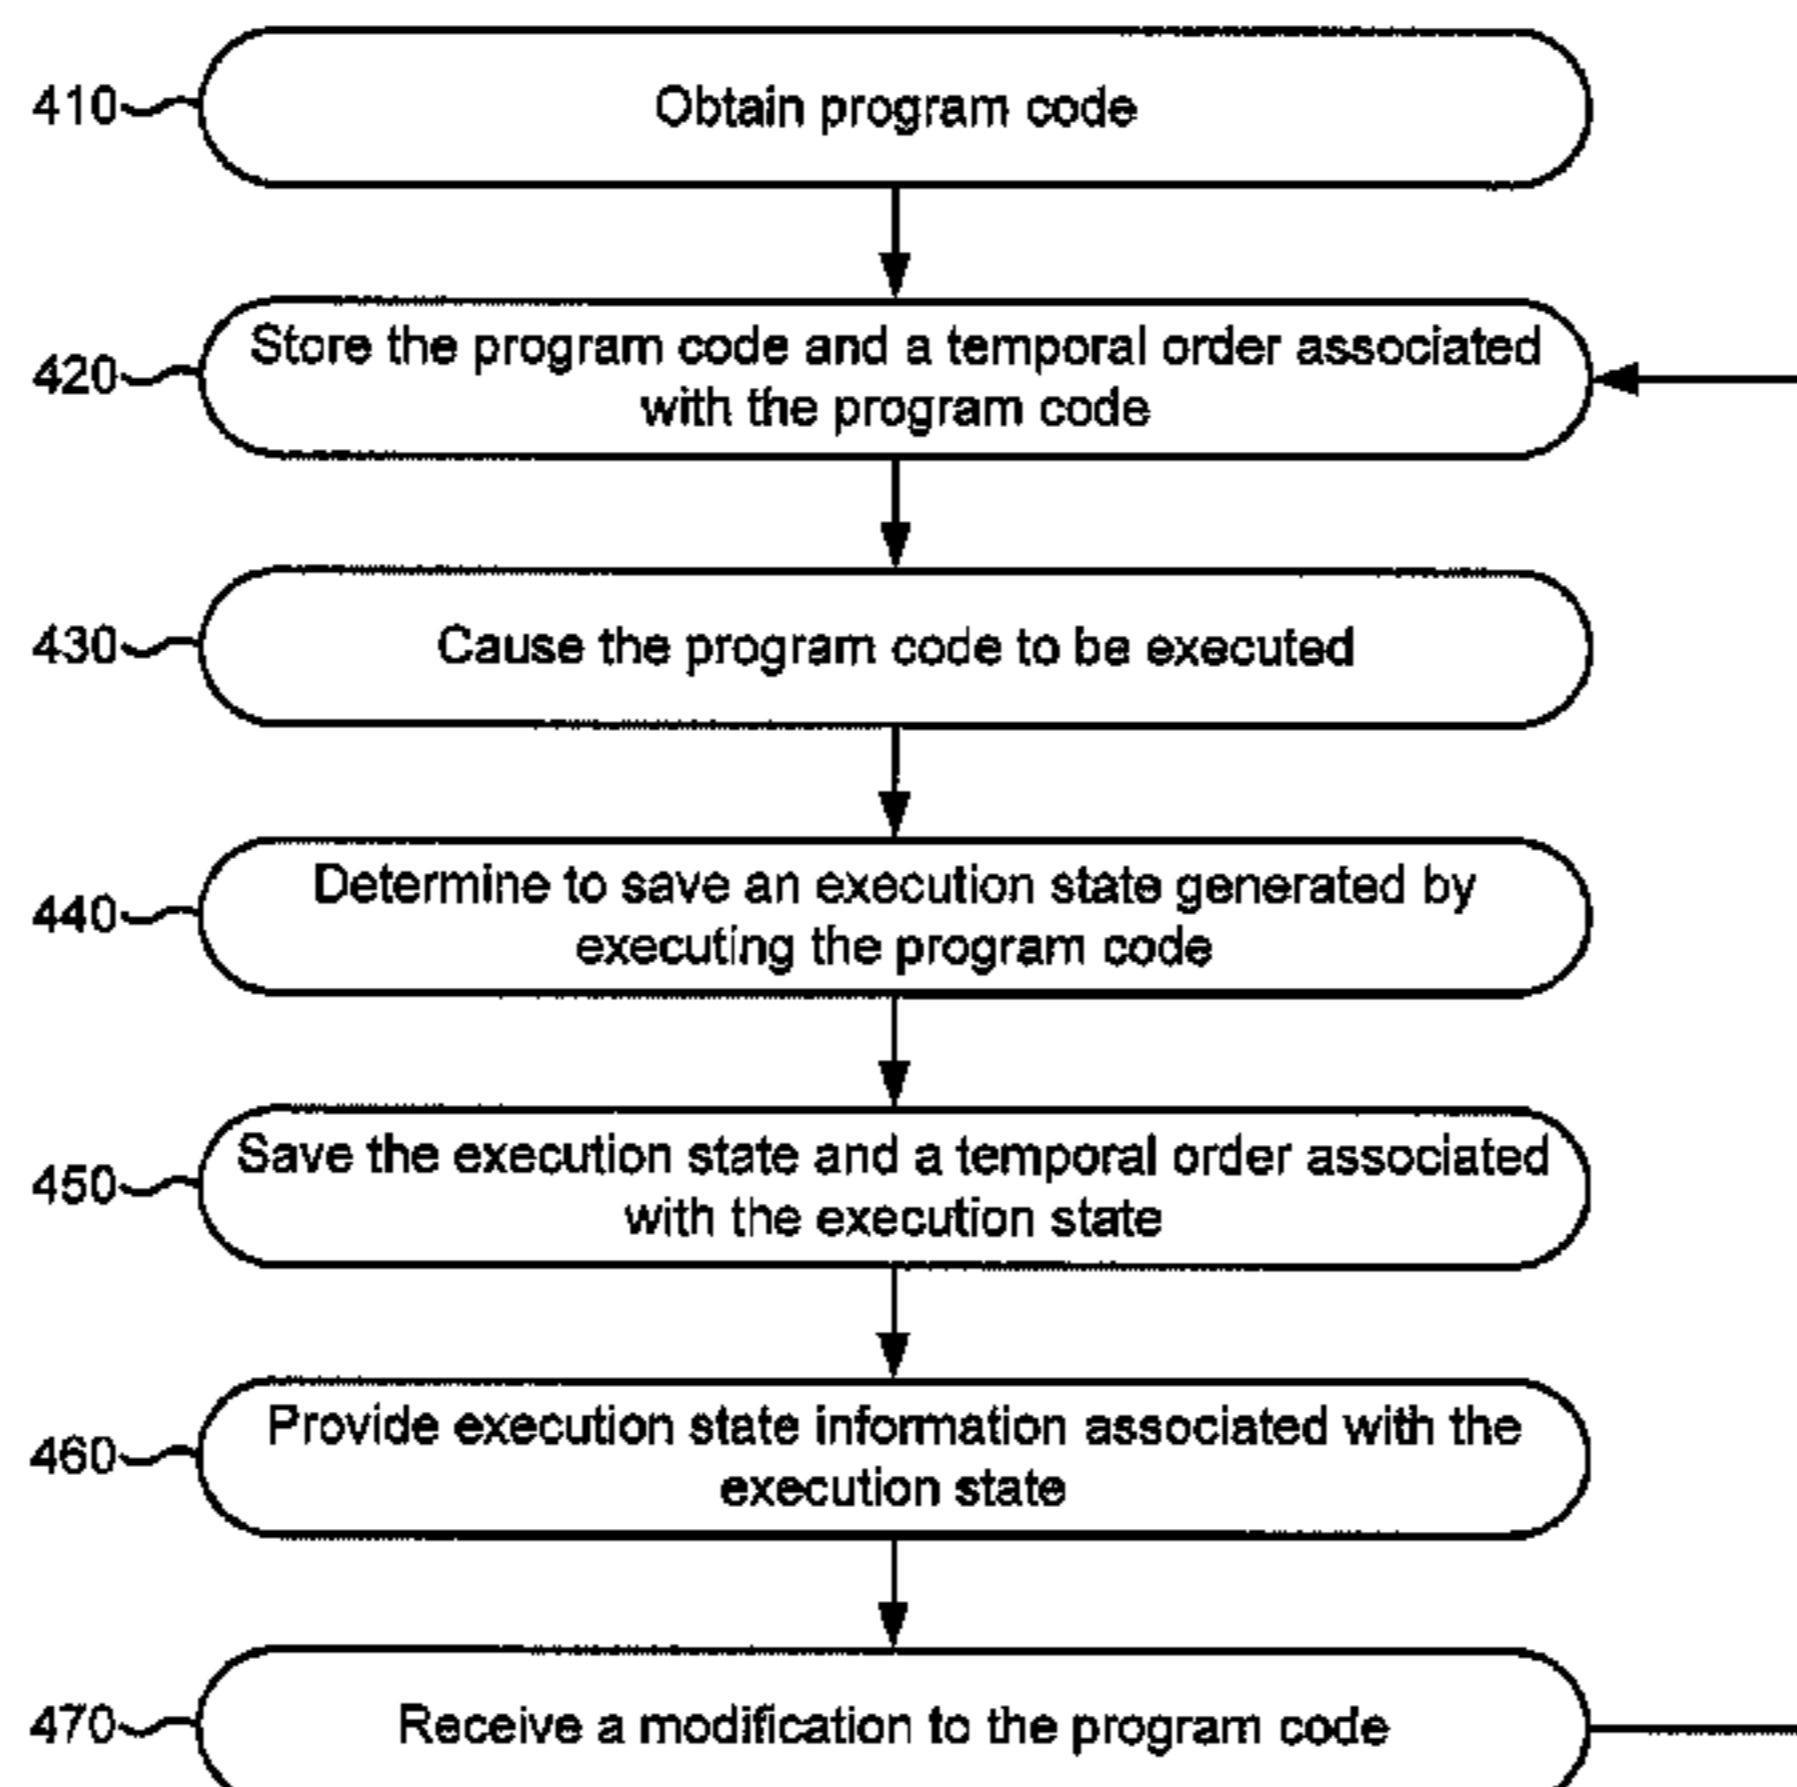 410
Obtain program code
420
Store the program code and a temporal order associated
with the program code
430
Cause the program code to be executed
440
Determine to save an execution state generated by
executing the program code
450
Save the execution state and a temporal order associated
with the execution state
460
Provide execution state information associated with the
execution state
470
Receive a modification to the program code